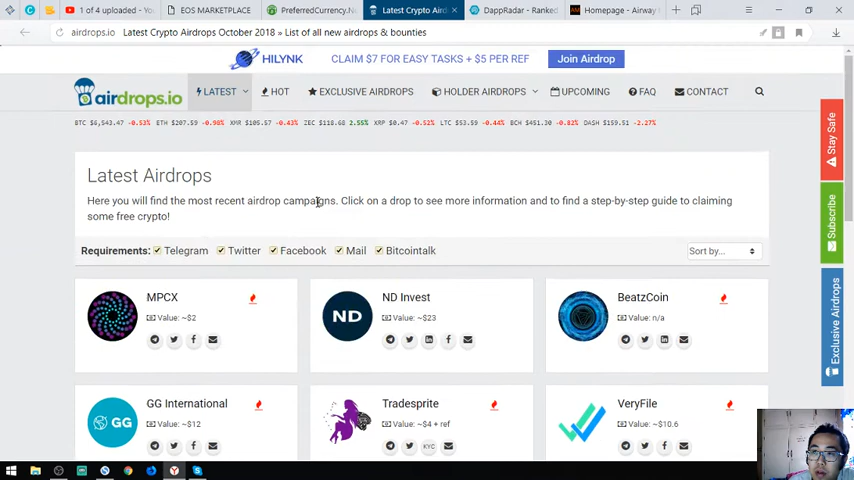 1 of 4 uploaded - Yo
EOS MARKETPLACE
PreferredCurrency.N
Latest Crypto Aird
DappRadar - Ranked
Homepage - Airway
airdrops.io Latest Crypto Airdrops October 2018 » List of all new airdrops & bounties
HILYNK CLAIM $7 FOR EASY TASKS + $5 PER REF Join Airdrop
airdrops.io LATEST HOT EXCLUSIVE AIRDROPS HOLDER AIRDROPS UPCOMING FAQ CONTACT
BTC $6,543.47 -0.53% ETH $207.59 -0.98% XMR $105.57 -0.43% ZEC $118.68 2.55% XRP $0.47 -0.52% LTC $53.59 -0.44% BCH $451.30 -0.82% DASH $159.51 -2.27%
Stay Safe
Subscribe
Exclusive Airdrops
Latest Airdrops
Here you will find the most recent airdrop campaigns. Click on a drop to see more information and to find a step-by-step guide to claiming
some free crypto!
Requirements: Telegram Twitter Facebook Mail Bitcointalk Sort by...
MPCX
Value: ~$2
ND
ND Invest
Value: ~$23
BeatzCoin
Value: n/a
GG
GG International
Value: ~$12
Tradesprite
Value: ~$4 + ref
KYC
VeryFile
Value: ~$10.6